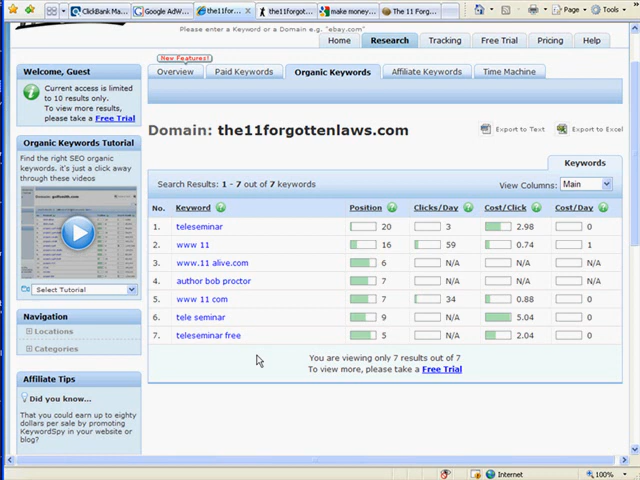 ClickBank Ma...
Google AdW...
the11forg...
the11forgot...
make money...
The 11 Forg...
Page
Tools
Please enter a Keyword or a Domain e.g. "ebay.com"
Home
Research
Tracking
Free Trial
Pricing
Help
New Features!
Overview
Paid Keywords
Organic Keywords
Affiliate Keywords
Time Machine
Welcome, Guest
Current access is limited
to 10 results only.
To view more results,
please take a Free Trial
Organic Keywords Tutorial
Find the right SEO organic
keywords. it's just a click away
through these videos
Select Tutorial
Navigation
Locations
Categories
Affiliate Tips
Did you know...
That you could earn up to eighty
dollars per sale by promoting
KeywordSpy in your website or
blog?
Domain: the11forgottenlaws.com
Export to Text
Export to Excel
Keywords
Search Results: 1 - 7 out of 7 keywords
View Columns: Main
No. Keyword Position Clicks/Day Cost/Click Cost/Day
1. teleseminar 20 3 2.98 0
2. www 11 16 59 0.74 1
3. www.11 alive.com 6 N/A N/A N/A
4. author bob proctor 7 N/A N/A N/A
5. www 11 com 7 34 0.88 0
6. tele seminar 9 N/A 5.04 0
7. teleseminar free 5 N/A 2.04 0
You are viewing only 7 results out of 7
To view more, please take a Free Trial
Internet
100%